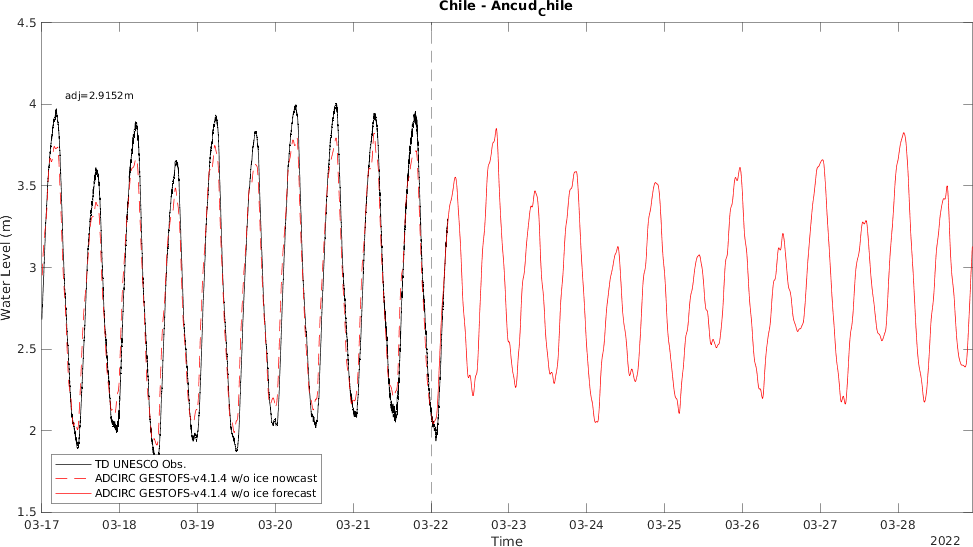 Chile - Ancud_Chile
4.5
adj=2.9152m
4
3.5
3
2.5
2
1.5
Water Level (m)
TD UNESCO Obs.
ADCIRC GESTOFS-v4.1.4 w/o ice nowcast
ADCIRC GESTOFS-v4.1.4 w/o ice forecast
03-17 03-18 03-19 03-20 03-21 03-22 03-23 03-24 03-25 03-26 03-27 03-28
Time
2022